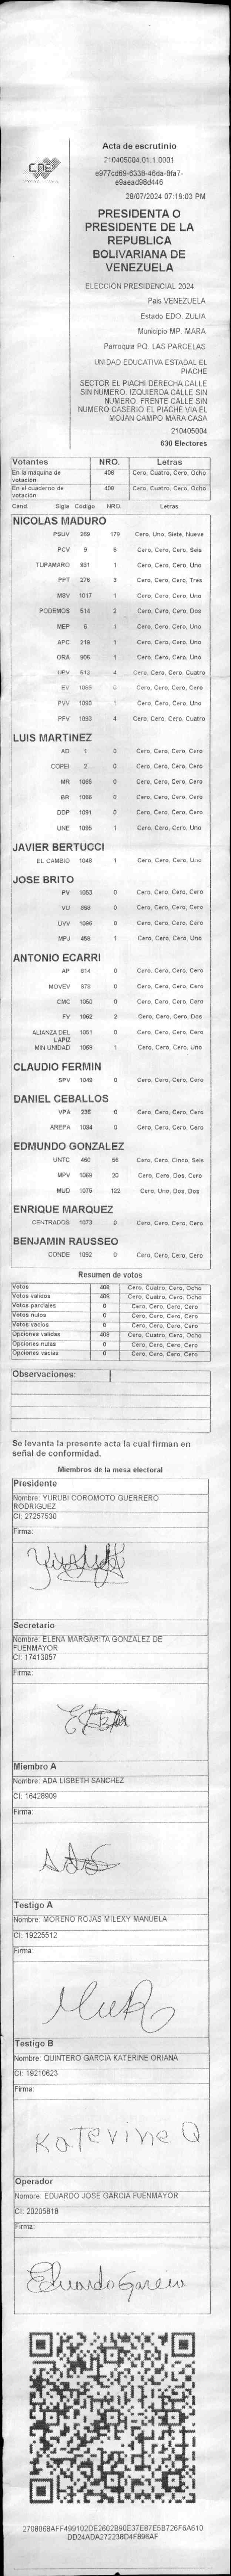 CNE
Acta de escrutinio
210405004.01.1.0001
e977cd69-6338-46da-8fa7-
e9aead98d446
28/07/2024 07:19:03 PM
PRESIDENTA O
PRESIDENTE DE LA
REPUBLICA
BOLIVARIANA DE
VENEZUELA
ELECCIÓN PRESIDENCIAL 2024
Pais VENEZUELA
Estado EDO. ZULIA
Municipio MP. MARA
Parroquia PQ. LAS PARCELAS
UNIDAD EDUCATIVA ESTADAL EL
PIACHE
SECTOR EL PIACHI DERECHA CALLE
SIN NUMERO. IZQUIERDA CALLE SIN
NUMERO. FRENTE CALLE SIN
NUMERO CASERIO EL PIACHE VIA EL
MOJAN CAMPO MARA CASA
210405004
630 Electores
Votantes NRO. Letras
En la máquina de votación 408 Cero, Cuatro, Cero, Ocho
En el cuaderno de votación 408 Cero, Cuatro, Cero, Ocho
Cand. Sigla Codigo NRO. Letras
NICOLAS MADURO
PSUV 269 179 Cero, Uno, Siete, Nueve
PCV 9 6 Cero, Cero, Cero, Seis
TUPAMARO 931 1 Cero, Cero, Cero, Uno
PPT 276 3 Cero, Cero, Cero, Tres
MSV 1017 1 Cero, Cero, Cero, Uno
PODEMOS 514 2 Cero, Cero, Cero, Dos
MEP 6 1 Cero, Cero, Cero, Uno
APC 219 1 Cero, Cero, Cero, Uno
ORA 906 1 Cero, Cero, Cero, Uno
UPV 512 4 Cero, Cero, Cero, Cuatro
EV 1089 0 Cero, Cero, Cero, Cero
PVV 1090 1 Cero, Cero, Cero, Uno
PFV 1093 4 Cero, Cero, Cero, Cuatro
LUIS MARTINEZ
AD 1 0 Cero, Cero, Cero, Cero
COPEI 2 0 Cero, Cero, Cero, Cero
MR 1065 0 Cero, Cero, Cero, Cero
BR 1066 0 Cero, Cero, Cero, Cero
DDP 1091 0 Cero, Cero, Cero, Cero
UNE 1095 1 Cero, Cero, Cero, Uno
JAVIER BERTUCCI
EL CAMBIO 1048 1 Cero, Cero, Cero, Uno
JOSE BRITO
PV 1053 0 Cero, Cero, Cero, Cero
VU 868 0 Cero, Cero, Cero, Cero
UVV 1096 0 Cero, Cero, Cero, Cero
MPJ 459 1 Cero, Cero, Cero, Uno
ANTONIO ECARRI
AP 814 0 Cero, Cero, Cero, Cero
MOVEV 679 0 Cero, Cero, Cero, Cero
CMC 1050 0 Cero, Cero, Cero, Cero
FV 1062 2 Cero, Cero, Cero, Dos
ALIANZA DEL 1051 0 Cero, Cero, Cero, Cero
LAPIZ
MIN UNIDAD 1069 1 Cero, Cero, Cero, Uno
CLAUDIO FERMIN
SPV 1049 0 Cero, Cero, Cero, Cero
DANIEL CEBALLOS
VPA 236 0 Cero, Cero, Cero, Cero
AREPA 1094 0 Cero, Cero, Cero, Cero
EDMUNDO GONZALEZ
UNTC 460 56 Cero, Cero, Cinco, Seis
MPV 1069 20 Cero, Cero, Dos, Cero
MUD 1075 122 Cero, Uno, Dos, Dos
ENRIQUE MARQUEZ
CENTRADOS 1073 0 Cero, Cero, Cero, Cero
BENJAMIN RAUSSEO
CONDE 1092 0 Cero, Cero, Cero, Cero
Resumen de votos
Votos 408 Cero, Cuatro, Cero, Ocho
Votos validos 408 Cero, Cuatro, Cero, Ocho
Votos parciales 0 Cero, Cero, Cero, Cero
Votos nulos 0 Cero, Cero, Cero, Cero
Votos vacios 0 Cero, Cero, Cero, Cero
Opciones validas 408 Cero, Cuatro, Cero, Ocho
Opciones nulas 0 Cero, Cero, Cero, Cero
Opciones vacias 0 Cero, Cero, Cero, Cero
Observaciones:
Se levanta la presente acta la cual firman en
señal de conformidad.
Miembros de la mesa electoral
Presidente
Nombre: YURUBI COROMOTO GUERRERO
RODRIGUEZ
CI: 27257530
Firma:
Secretario
Nombre: ELENA MARGARITA GONZALEZ DE
FUENMAYOR
CI: 17413057
Firma:
Miembro A
Nombre: ADA LISBETH SANCHEZ
CI: 16428909
Firma:
Testigo A
Nombre: MORENO ROJAS MILEXY MANUELA
CI: 19225512
Firma:
Testigo B
Nombre: QUINTERO GARCIA KATERINE ORIANA
CI: 19210623
Firma:
Katerine Q
Operador
Nombre: EDUARDO JOSE GARCIA FUENMAYOR
CI: 20205818
Firma:
Eduardo Garcia
2708068AFF499102DE2602B90E37E87E5B726F6A610
DD24ADA272238D4F896AF